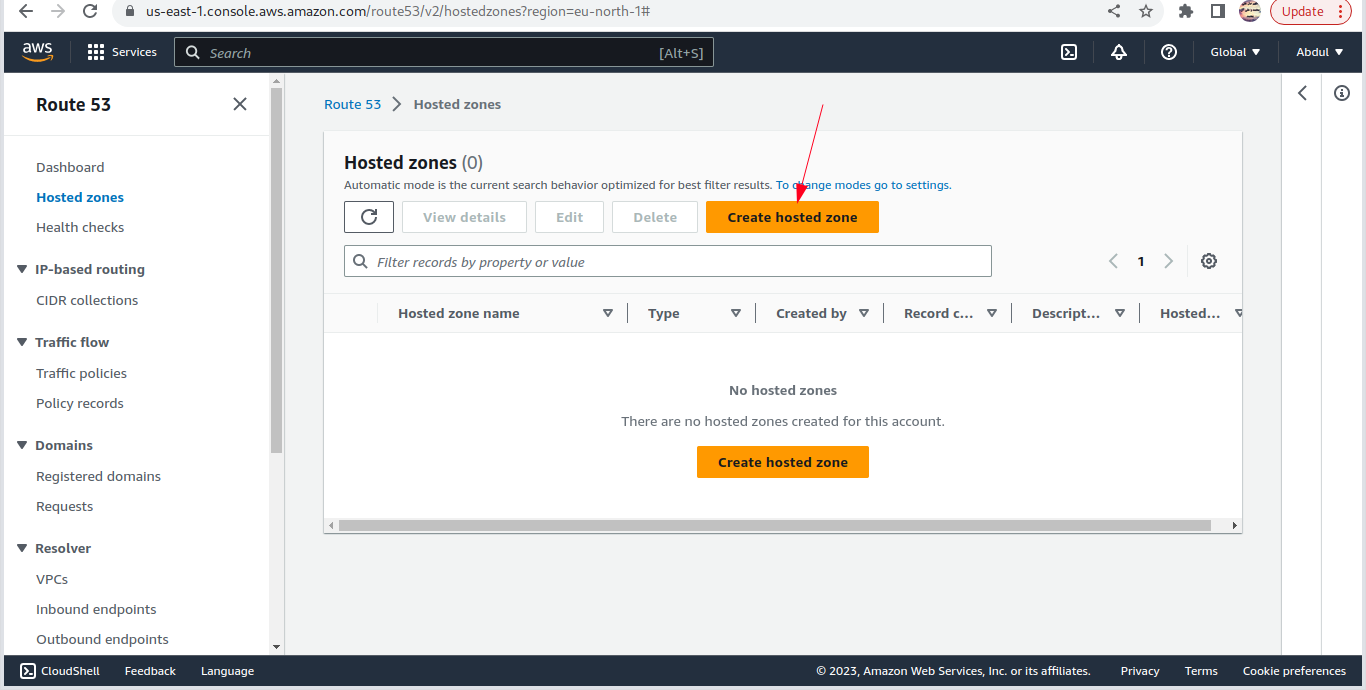 us-east-1.console.aws.amazon.com/route53/v2/hostedzones?region=eu-north-1#
Update
aws
Services
Search
[Alt+S]
Global
Abdul
Route 53
Dashboard
Hosted zones
Health checks
IP-based routing
CIDR collections
Traffic flow
Traffic policies
Policy records
Domains
Registered domains
Requests
Resolver
VPCs
Inbound endpoints
Outbound endpoints
Route 53 > Hosted zones
Hosted zones (0)
Automatic mode is the current search behavior optimized for best filter results. To change modes go to settings.
View details
Edit
Delete
Create hosted zone
Filter records by property or value
1
Hosted zone name
Type
Created by
Record c...
Descript...
Hosted...
No hosted zones
There are no hosted zones created for this account.
Create hosted zone
CloudShell
Feedback
Language
© 2023, Amazon Web Services, Inc. or its affiliates.
Privacy
Terms
Cookie preferences